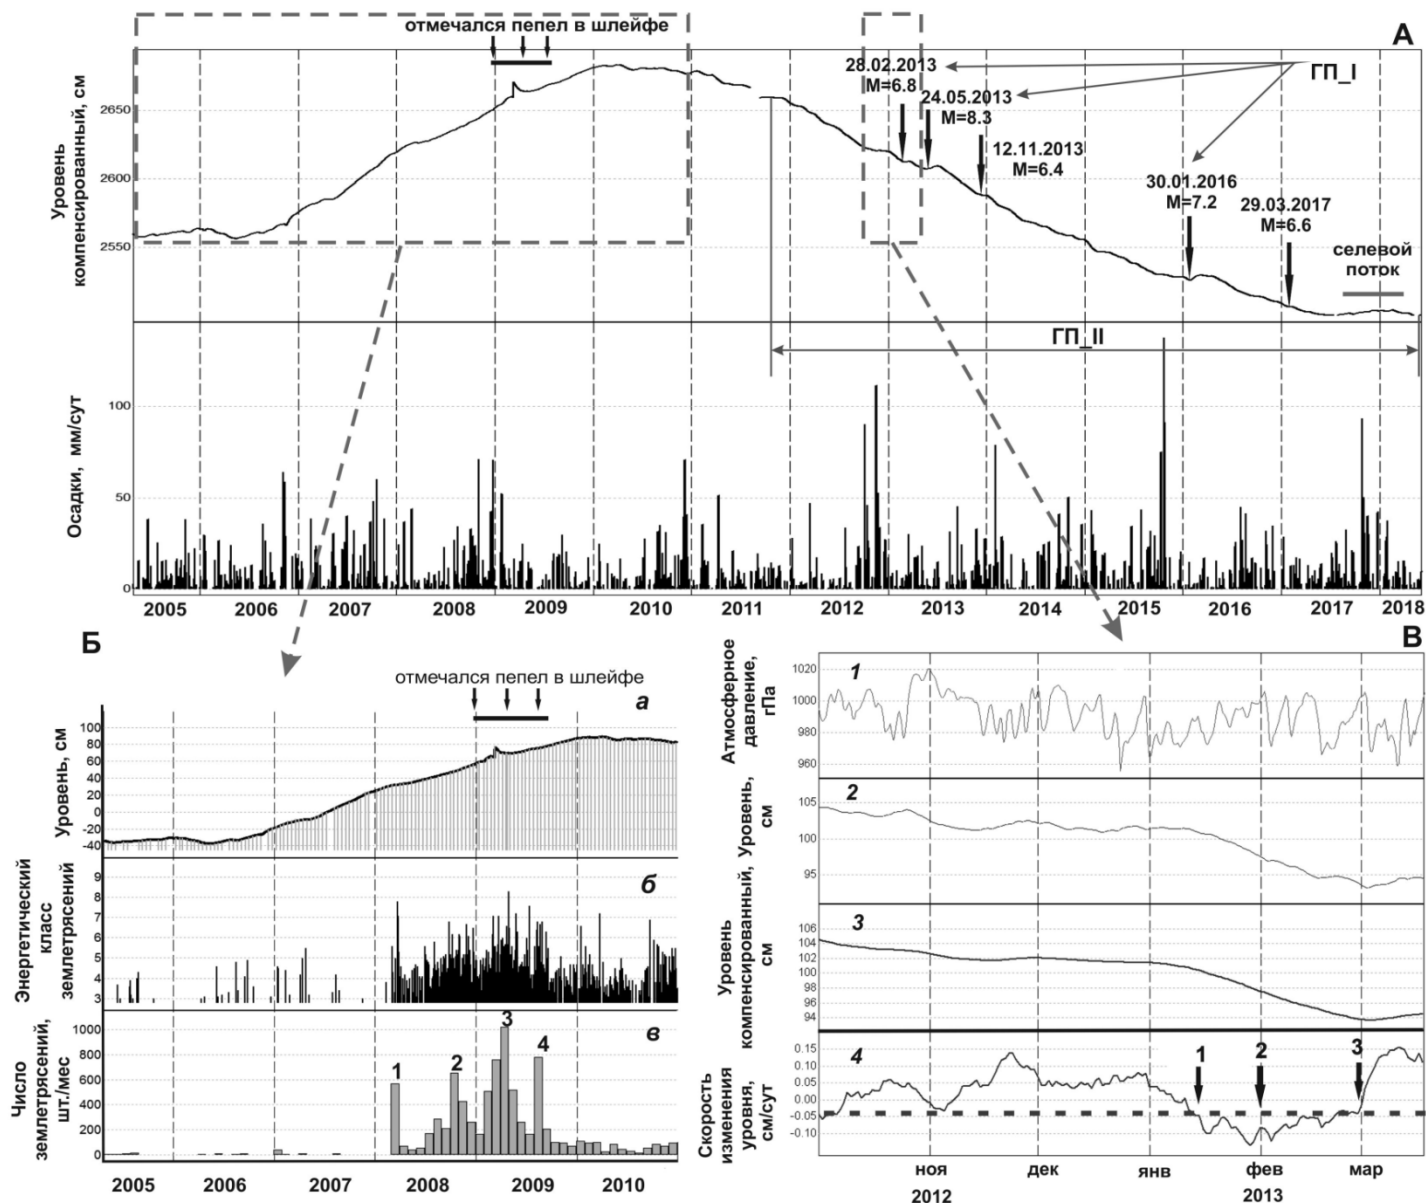 А
отмечался пепел в шлейфе
Уровень
компенсированный, см
2650
2600
2550
28.02.2013
М=6.8
24.05.2013
М=8.3
12.11.2013
М=6.4
30.01.2016
М=7.2
29.03.2017
М=6.6
ГП_I
селевой
поток
ГП_II
Осадки, мм/сут
100
50
0
2005 2006 2007 2008 2009 2010 2011 2012 2013 2014 2015 2016 2017 2018
Б
отмечался пепел в шлейфе
а
Уровень, см
100
80
60
40
20
0
-20
-40
б
Энергетический
класс
землетрясений
9
8
7
6
5
4
3
в
Число
землетрясений,
шт./мес
1000
800
600
400
200
0
1
2
3
4
2005 2006 2007 2008 2009 2010
В
1
Атмосферное
давление,
гПа
1020
1000
980
960
2
Уровень,
см
105
100
95
3
Уровень
компенсированный,
см
106
104
102
100
98
96
94
4
Скорость
изменения
уровня,
см/сут
0.15
0.10
0.05
0.00
-0.05
-0.10
1
2
3
ноя дек янв фев мар
2012 2013